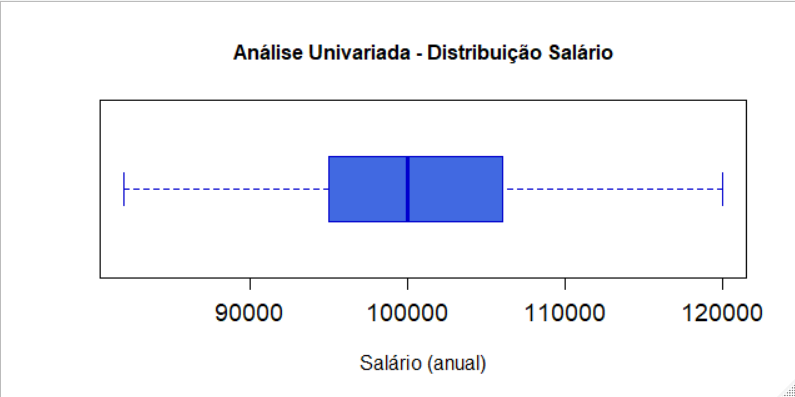 Análise Univariada - Distribuição Salário
90000 100000 110000 120000
Salário (anual)